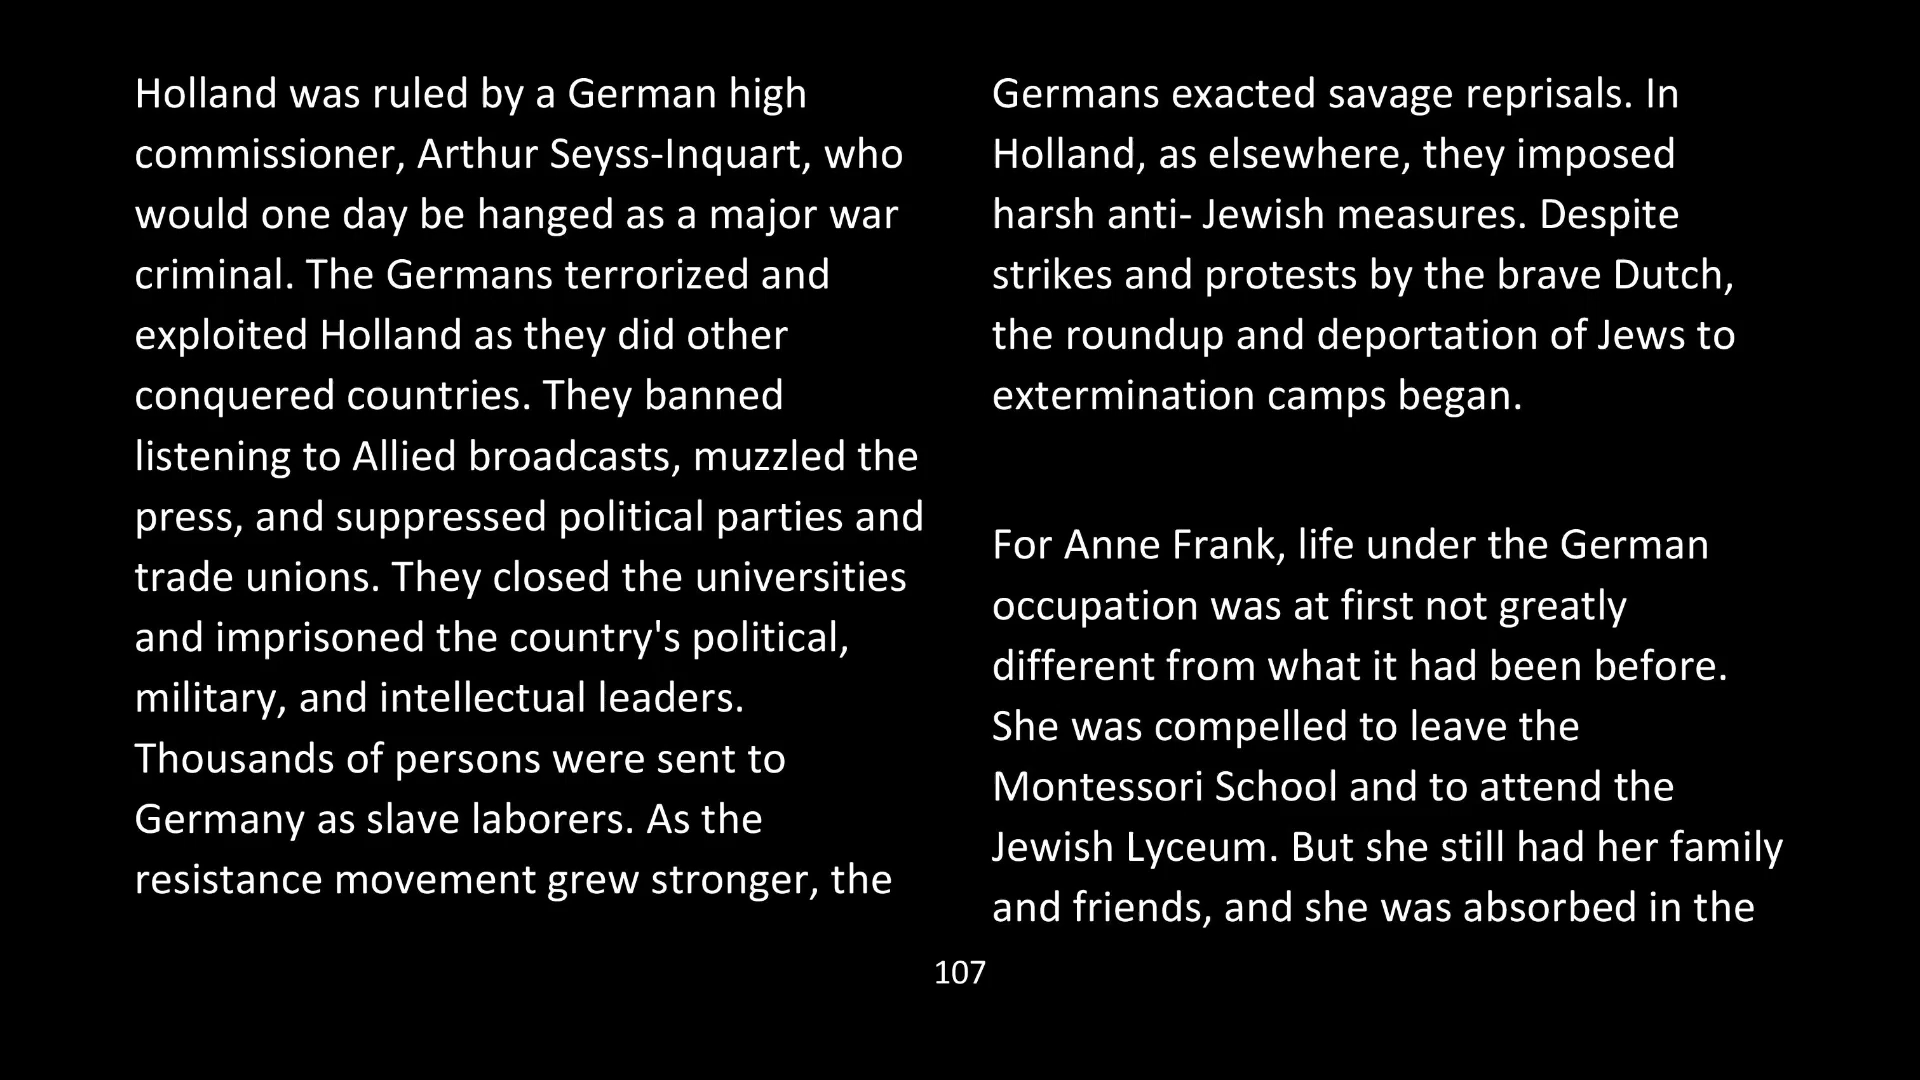 Holland was ruled by a German high
commissioner, Arthur Seyss-Inquart, who
would one day be hanged as a major war
criminal. The Germans terrorized and
exploited Holland as they did other
conquered countries. They banned
listening to Allied broadcasts, muzzled the
press, and suppressed political parties and
trade unions. They closed the universities
and imprisoned the country's political,
military, and intellectual leaders.
Thousands of persons were sent to
Germany as slave laborers. As the
resistance movement grew stronger, the
Germans exacted savage reprisals. In
Holland, as elsewhere, they imposed
harsh anti- Jewish measures. Despite
strikes and protests by the brave Dutch,
the roundup and deportation of Jews to
extermination camps began.
For Anne Frank, life under the German
occupation was at first not greatly
different from what it had been before.
She was compelled to leave the
Montessori School and to attend the
Jewish Lyceum. But she still had her family
and friends, and she was absorbed in the
107